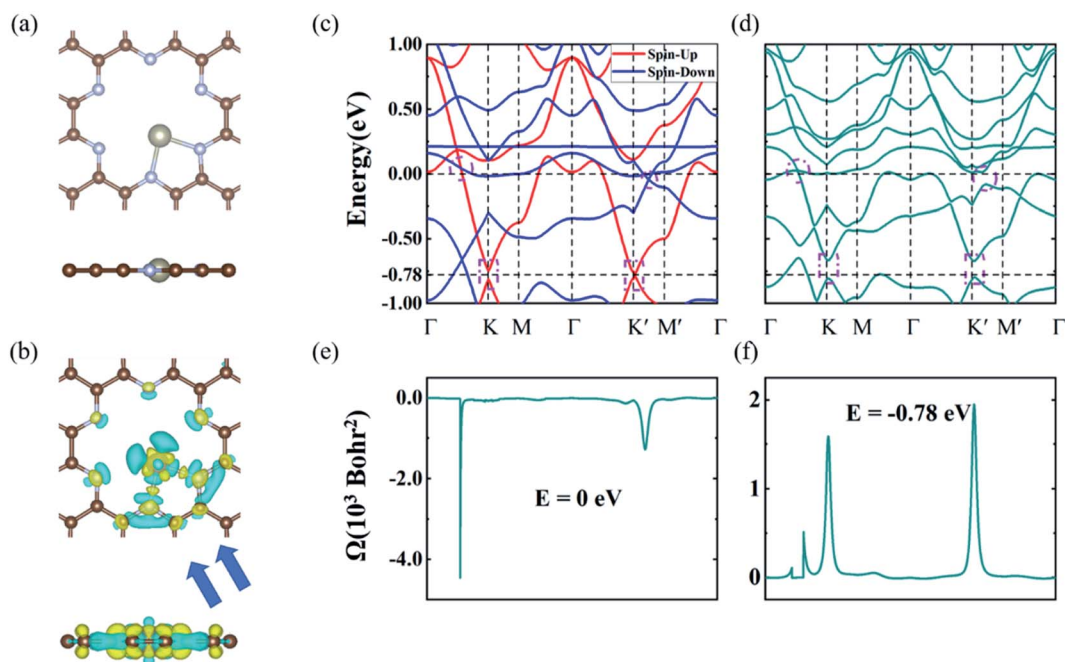 (a)
(b)
(c)
(d)
1.00
0.50
0.00
-0.50
-0.78
-1.00
Energy(eV)
Spin-Up
Spin-Down
Γ K M Γ K′ M′ Γ
Γ K M Γ K′ M′ Γ
(e)
(f)
0.0
-2.0
-4.0
Ω(10³ Bohr²)
E = 0 eV
2
1
0
E = -0.78 eV